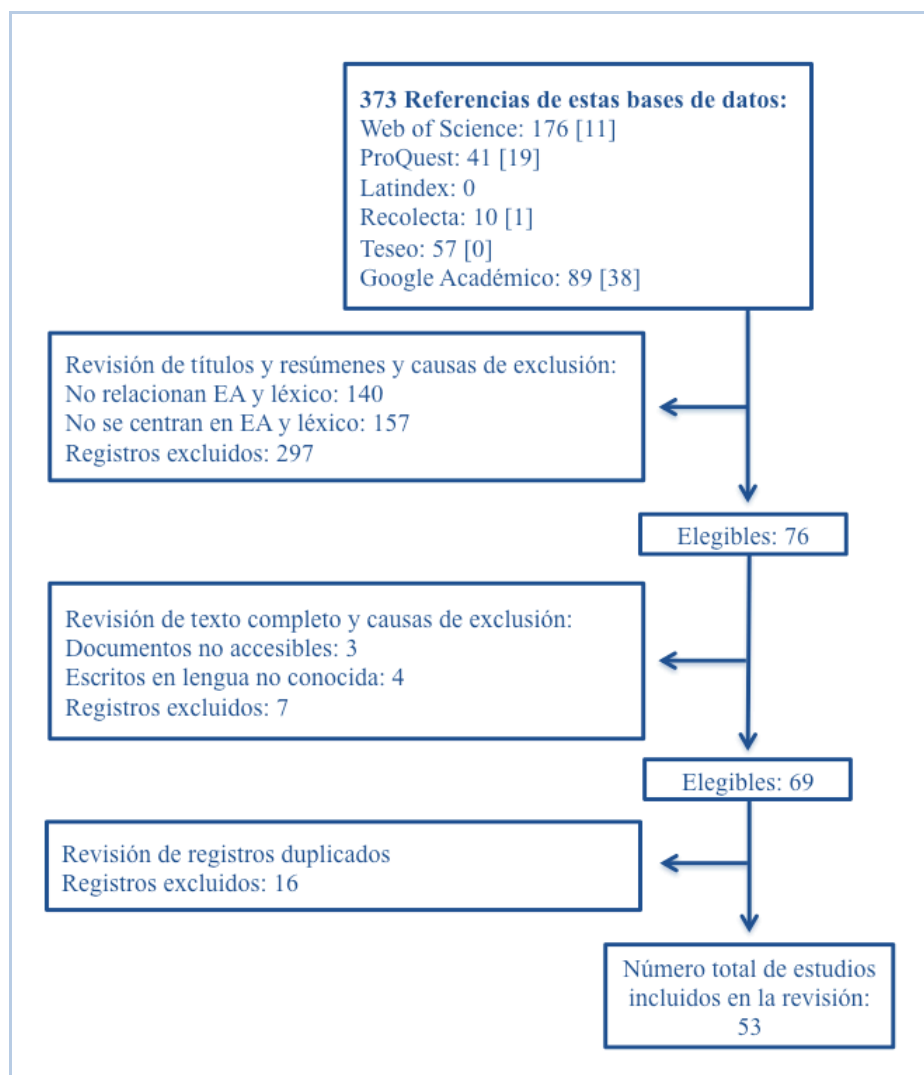 373 Referencias de estas bases de datos:
Web of Science: 176 [11]
ProQuest: 41 [19]
Latindex: 0
Recolecta: 10 [1]
Teseo: 57 [0]
Google Académico: 89 [38]
Revisión de títulos y resúmenes y causas de exclusión:
No relacionan EA y léxico: 140
No se centran en EA y léxico: 157
Registros excluidos: 297
Elegibles: 76
Revisión de texto completo y causas de exclusión:
Documentos no accesibles: 3
Escritos en lengua no conocida: 4
Registros excluidos: 7
Elegibles: 69
Revisión de registros duplicados
Registros excluidos: 16
Número total de estudios
incluidos en la revisión:
53